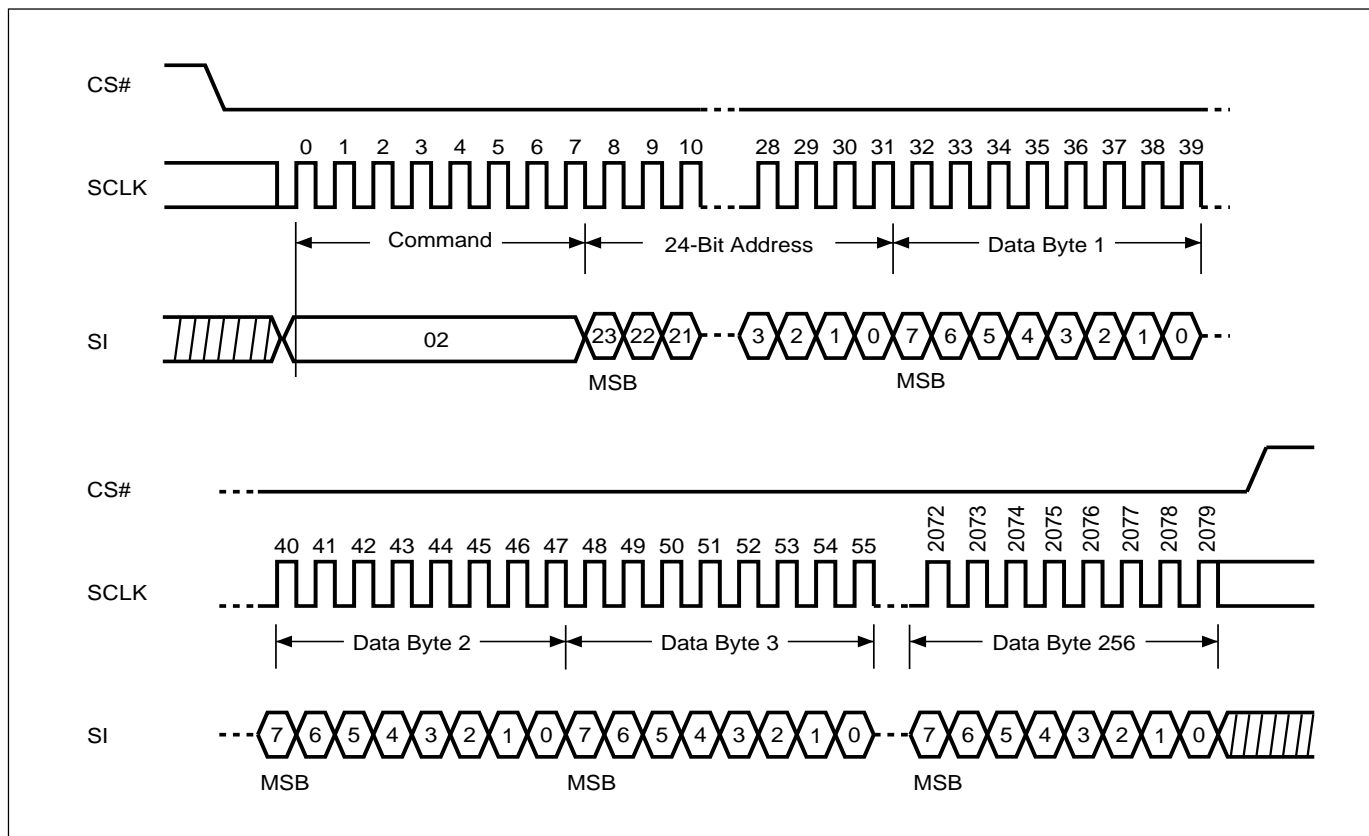 CS#
0 1 2 3 4 5 6 7 8 9 10 28 29 30 31 32 33 34 35 36 37 38 39
SCLK
Command 24-Bit Address Data Byte 1
SI 02 23 22 21 3 2 1 0 7 6 5 4 3 2 1 0
MSB MSB
CS#
2072 2073 2074 2075 2076 2077 2078 2079
40 41 42 43 44 45 46 47 48 49 50 51 52 53 54 55
SCLK
Data Byte 2 Data Byte 3 Data Byte 256
SI 7 6 5 4 3 2 1 0 7 6 5 4 3 2 1 0 7 6 5 4 3 2 1 0
MSB MSB MSB